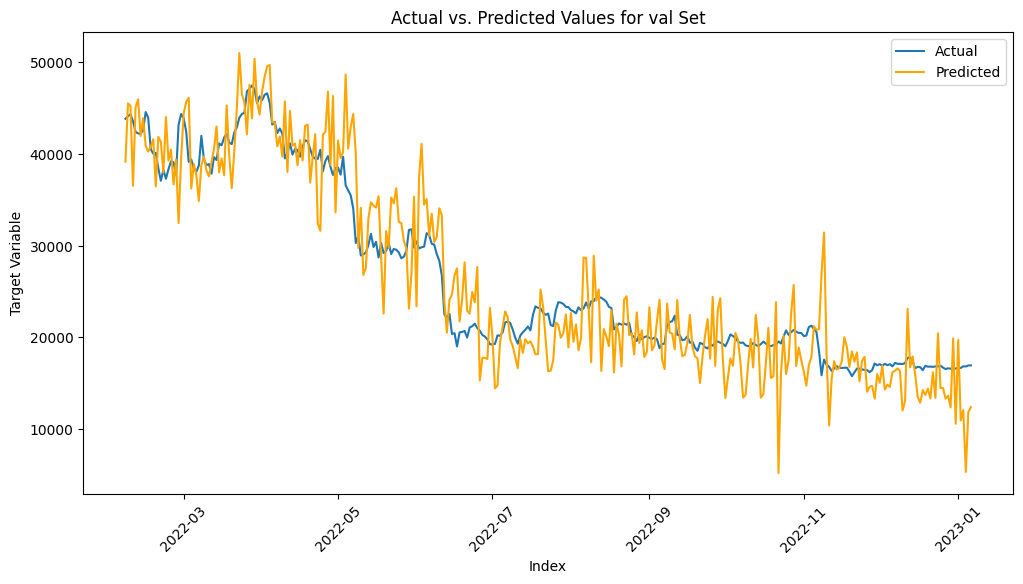 Actual vs. Predicted Values for val Set
Actual
Predicted
50000
40000
30000
20000
10000
Target Variable
2022-03
2022-05
2022-07
2022-09
2022-11
2023-01
Index